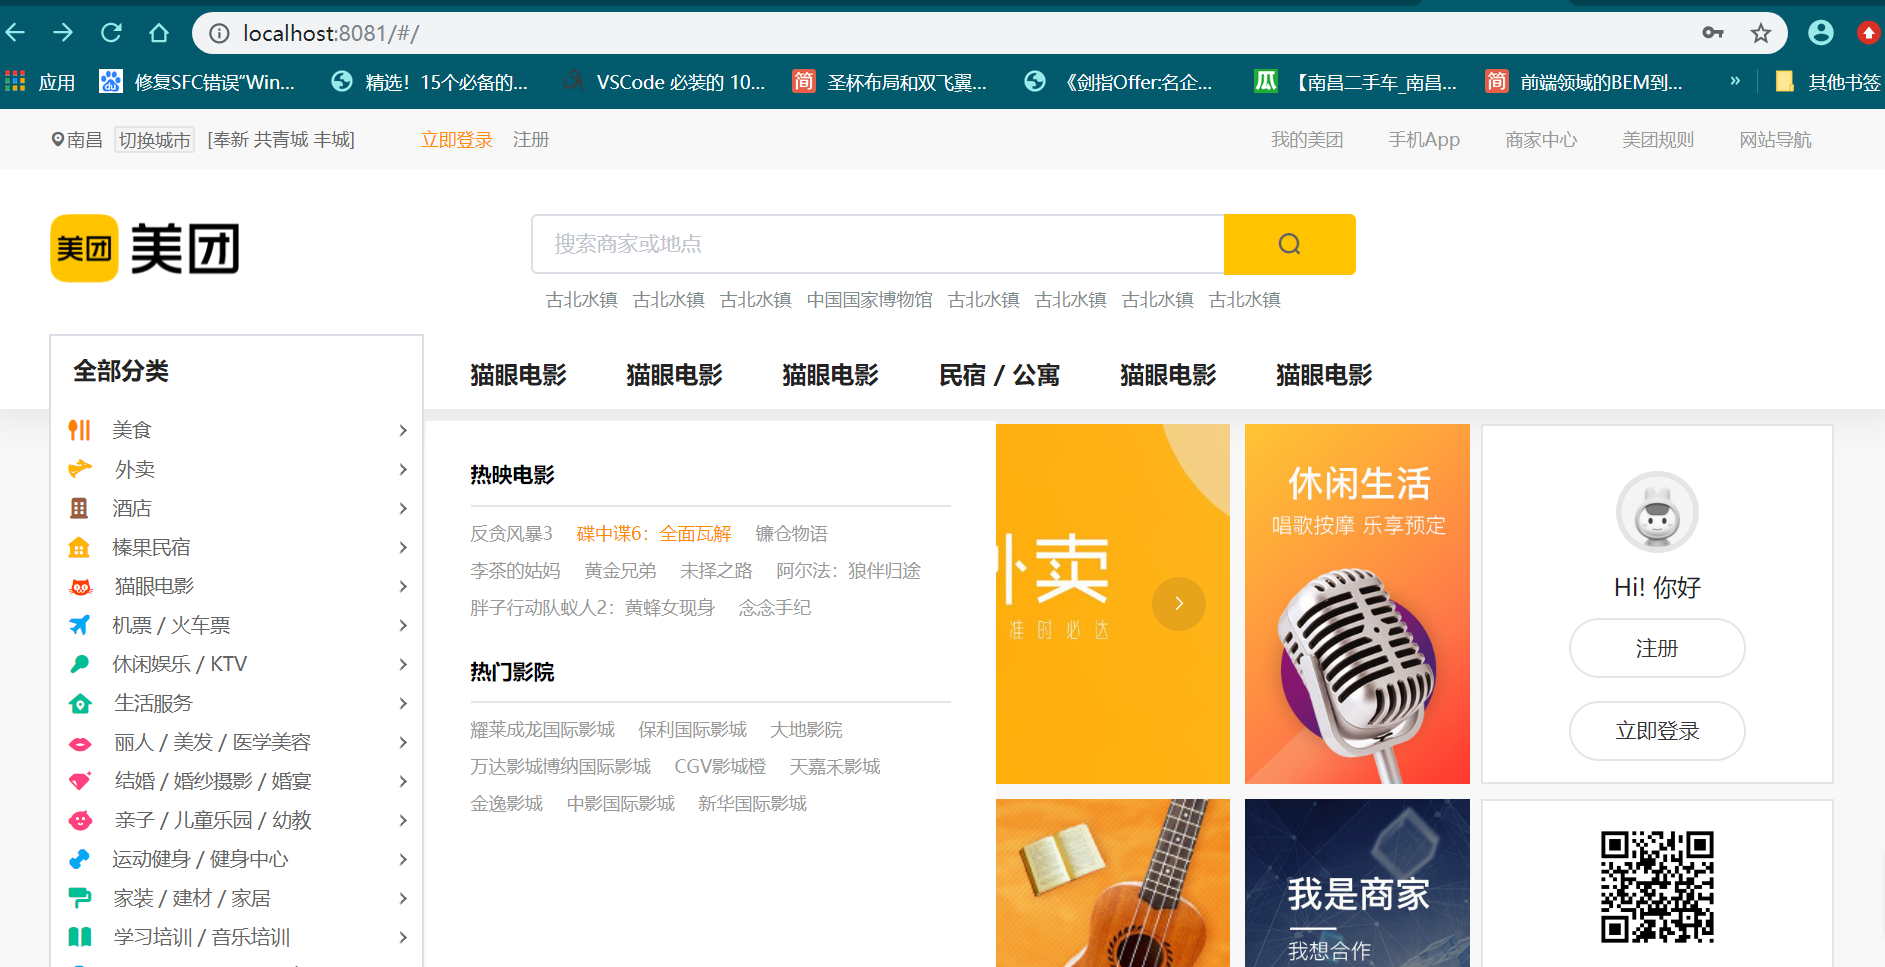 localhost:8081/#/
应用 修复SFC错误“Win... 精选！15个必备的... VSCode 必装的 10... 简 圣杯布局和双飞翼... 《剑指Offer:名企... 瓜 【南昌二手车_南昌... 简 前端领域的BEM到... » 其他书签
南昌 切换城市 [奉新 共青城 丰城] 立即登录 注册 我的美团 手机App 商家中心 美团规则 网站导航
美团 美团
搜索商家或地点
古北水镇 古北水镇 古北水镇 中国国家博物馆 古北水镇 古北水镇 古北水镇 古北水镇
全部分类
猫眼电影 猫眼电影 猫眼电影 民宿 / 公寓 猫眼电影 猫眼电影
美食
外卖
酒店
榛果民宿
猫眼电影
机票 / 火车票
休闲娱乐 / KTV
生活服务
丽人 / 美发 / 医学美容
结婚 / 婚纱摄影 / 婚宴
亲子 / 儿童乐园 / 幼教
运动健身 / 健身中心
家装 / 建材 / 家居
学习培训 / 音乐培训
热映电影
反贪风暴3 碟中谍6：全面瓦解 镰仓物语
李茶的姑妈 黄金兄弟 未择之路 阿尔法：狼伴归途
胖子行动队蚁人2：黄蜂女现身 念念手纪
热门影院
耀莱成龙国际影城 保利国际影城 大地影院
万达影城博纳国际影城 CGV影城橙 天嘉禾影城
金逸影城 中影国际影城 新华国际影城
外卖
准时必达
休闲生活
唱歌按摩 乐享预定
我是商家
我想合作
Hi! 你好
注册
立即登录